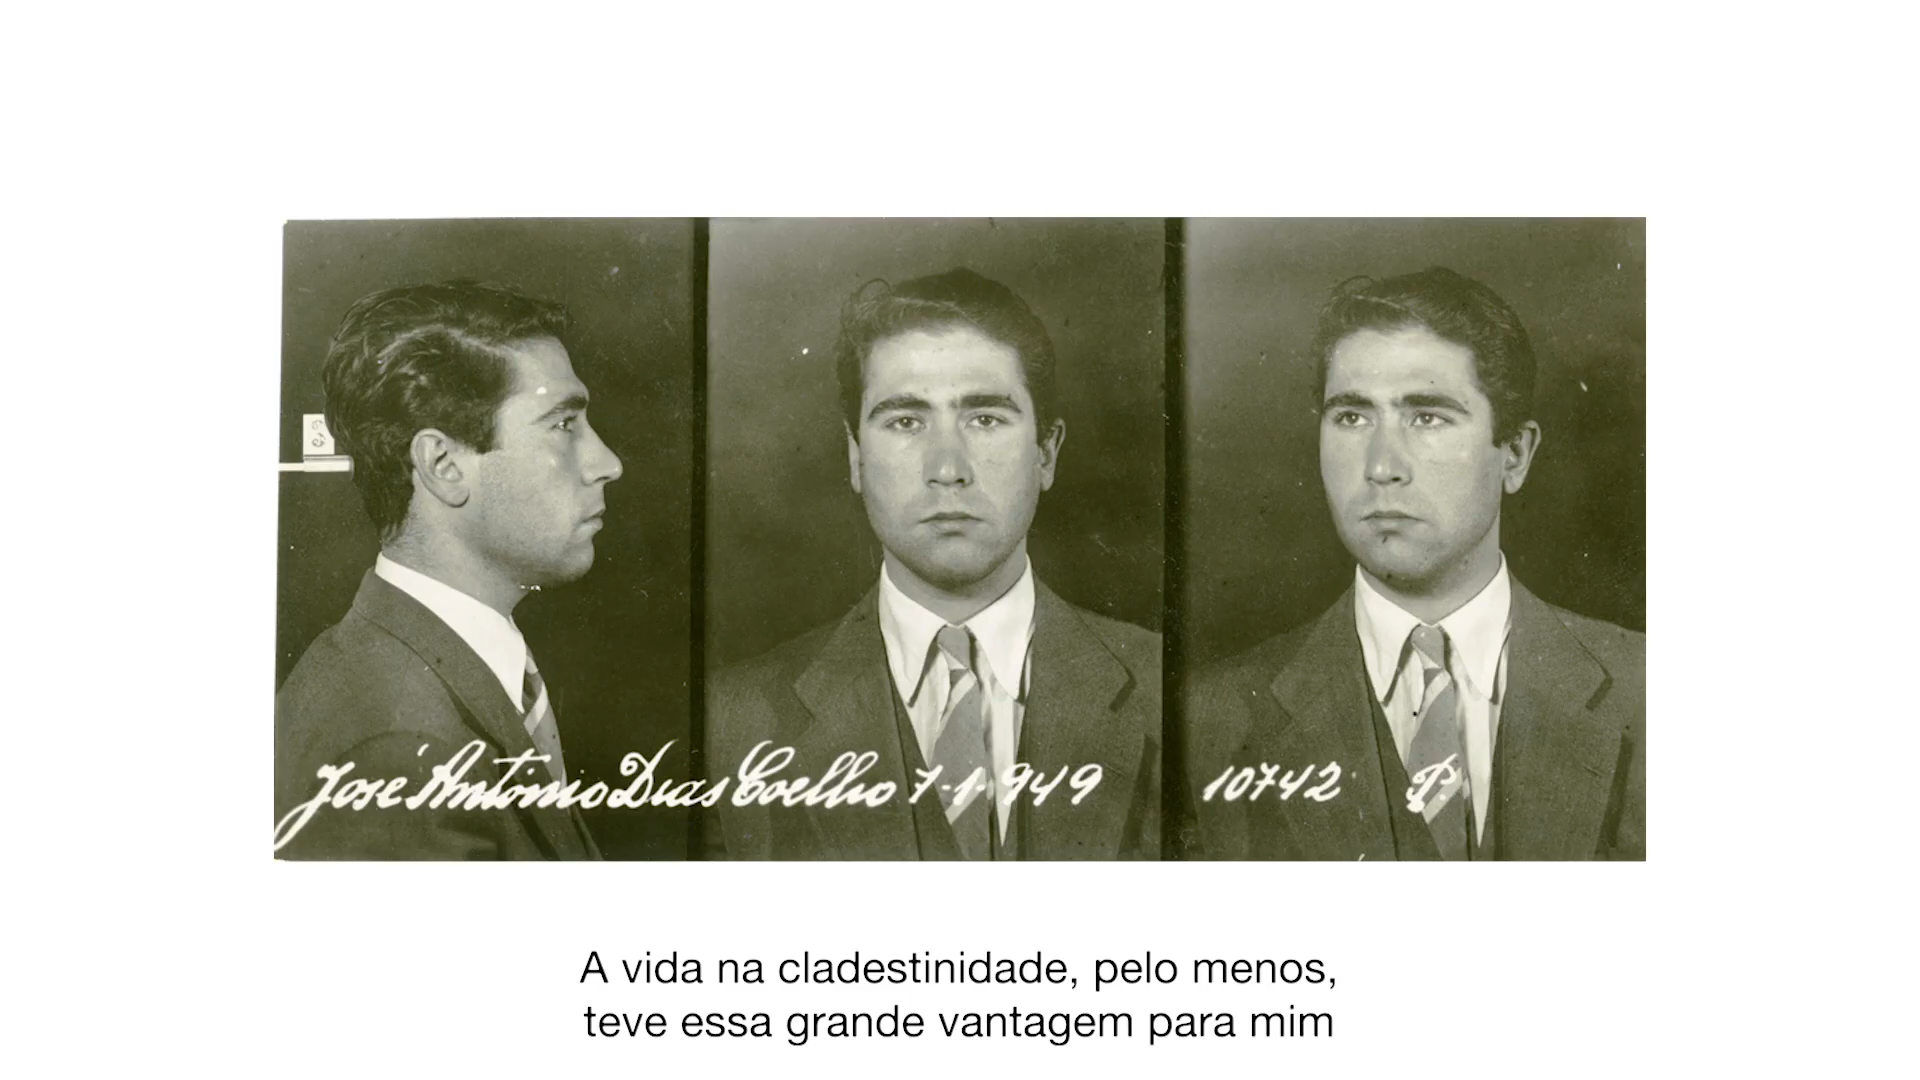 José António Dias Coelho 7-1-949 10742 P.
A vida na cladestinidade, pelo menos,
teve essa grande vantagem para mim